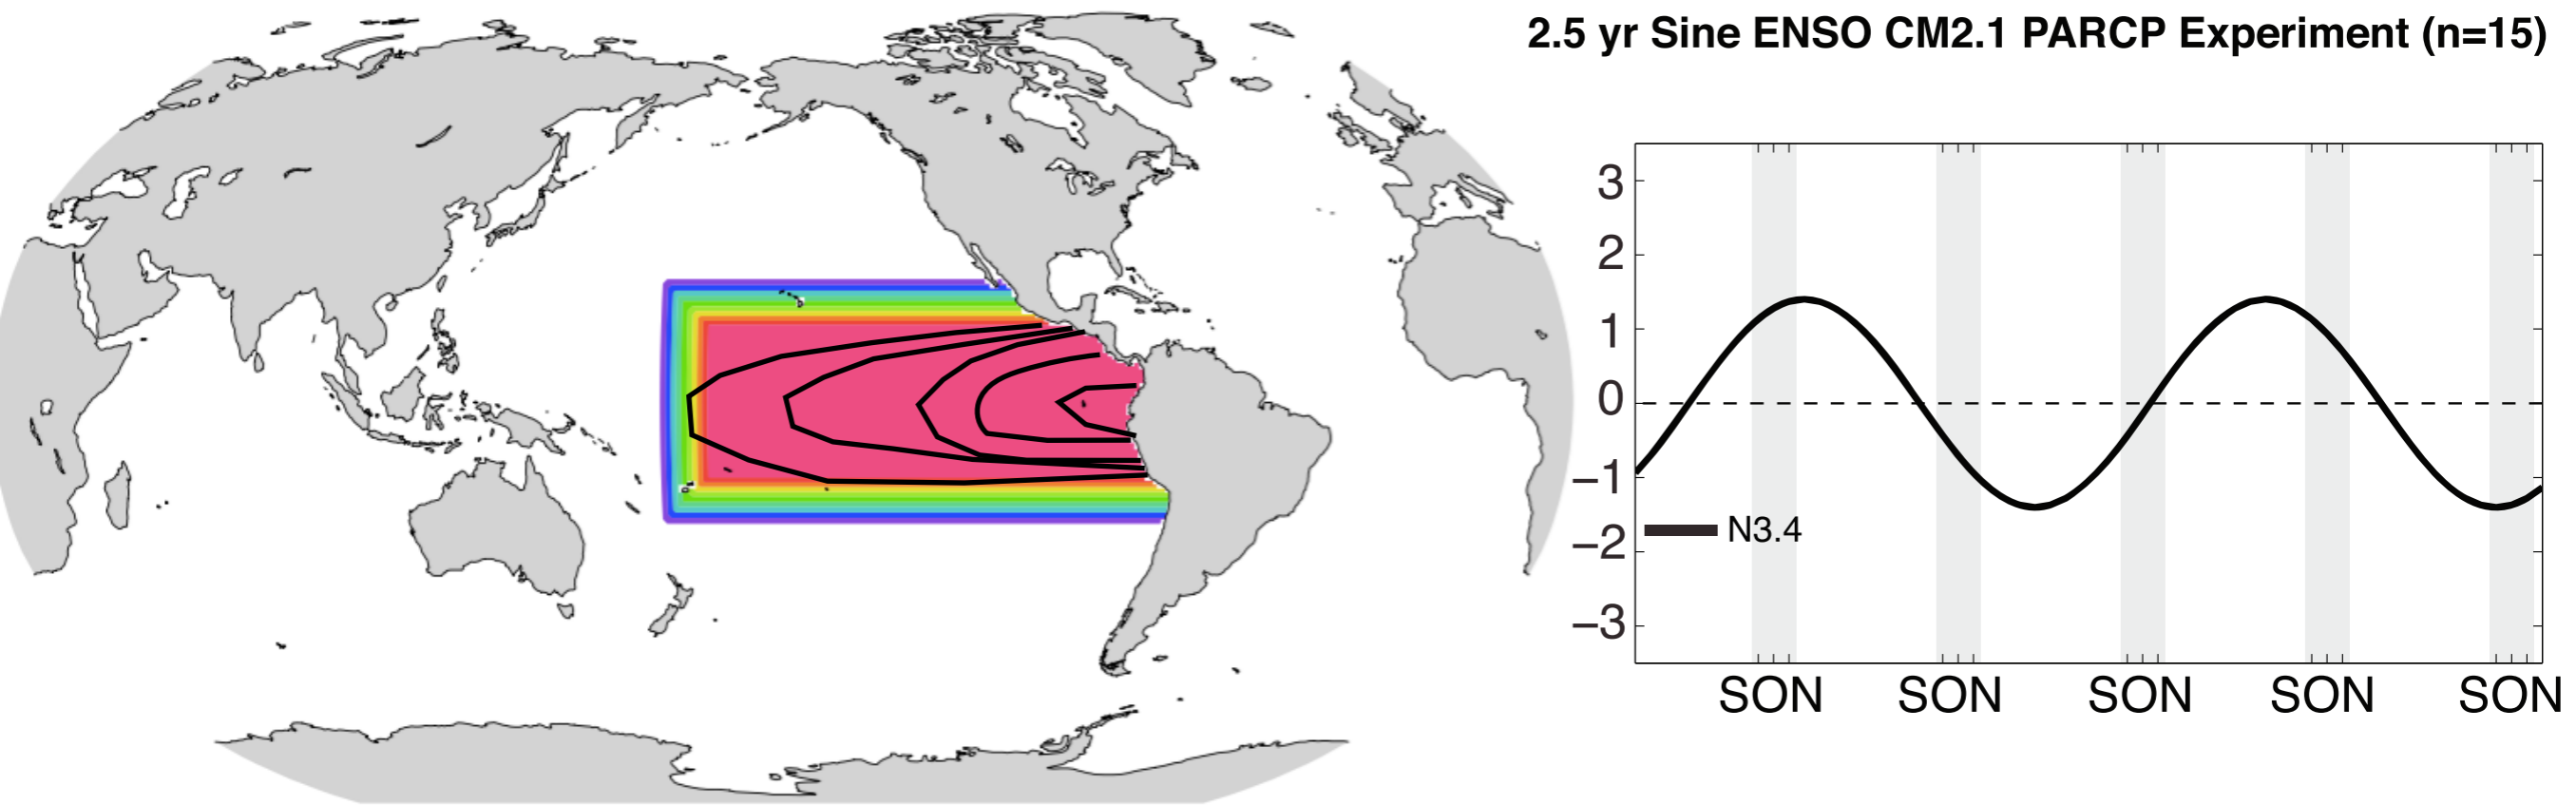 2.5 yr Sine ENSO CM2.1 PARCP Experiment (n=15)
3
2
1
0
−1
−2
−3
N3.4
SON SON SON SON SON